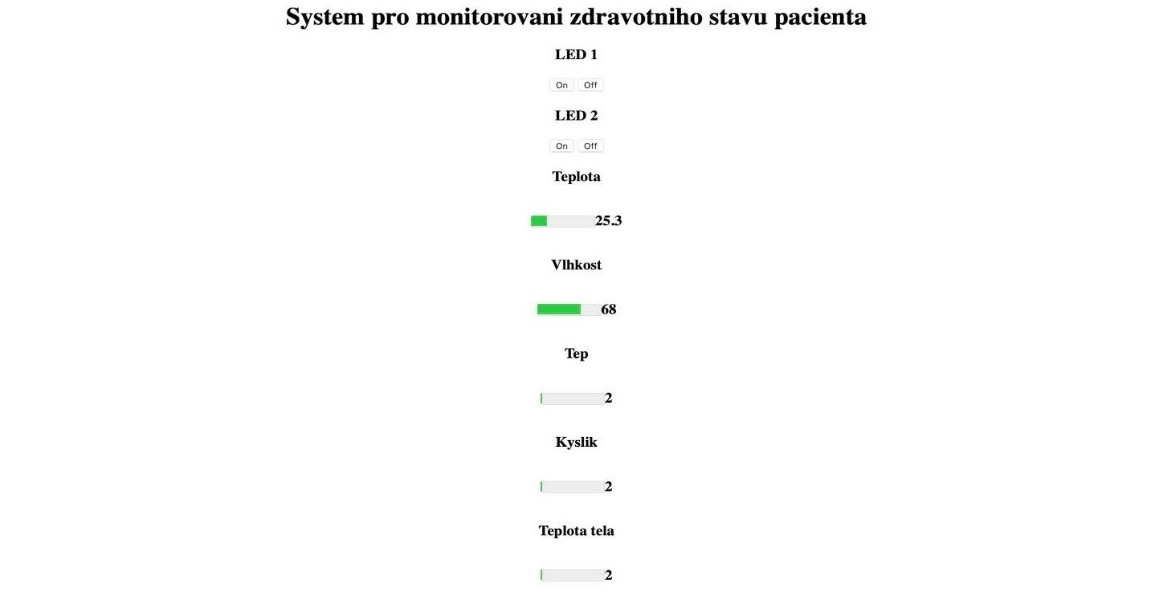 System pro monitorovani zdravotniho stavu pacienta
LED 1
On Off
LED 2
On Off
Teplota
25.3
Vlhkost
68
Tep
2
Kyslik
2
Teplota tela
2